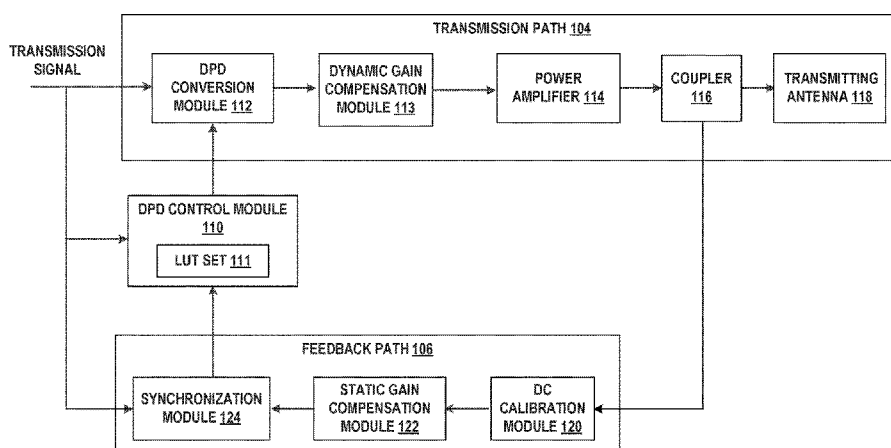 TRANSMISSION PATH 104
TRANSMISSION
SIGNAL
DPD
CONVERSION
MODULE 112
DYNAMIC GAIN
COMPENSATION
MODULE 113
POWER
AMPLIFIER 114
COUPLER
116
TRANSMITTING
ANTENNA 118
DPD CONTROL MODULE
110
LUT SET 111
FEEDBACK PATH 106
SYNCHRONIZATION
MODULE 124
STATIC GAIN
COMPENSATION
MODULE 122
DC
CALIBRATION
MODULE 120